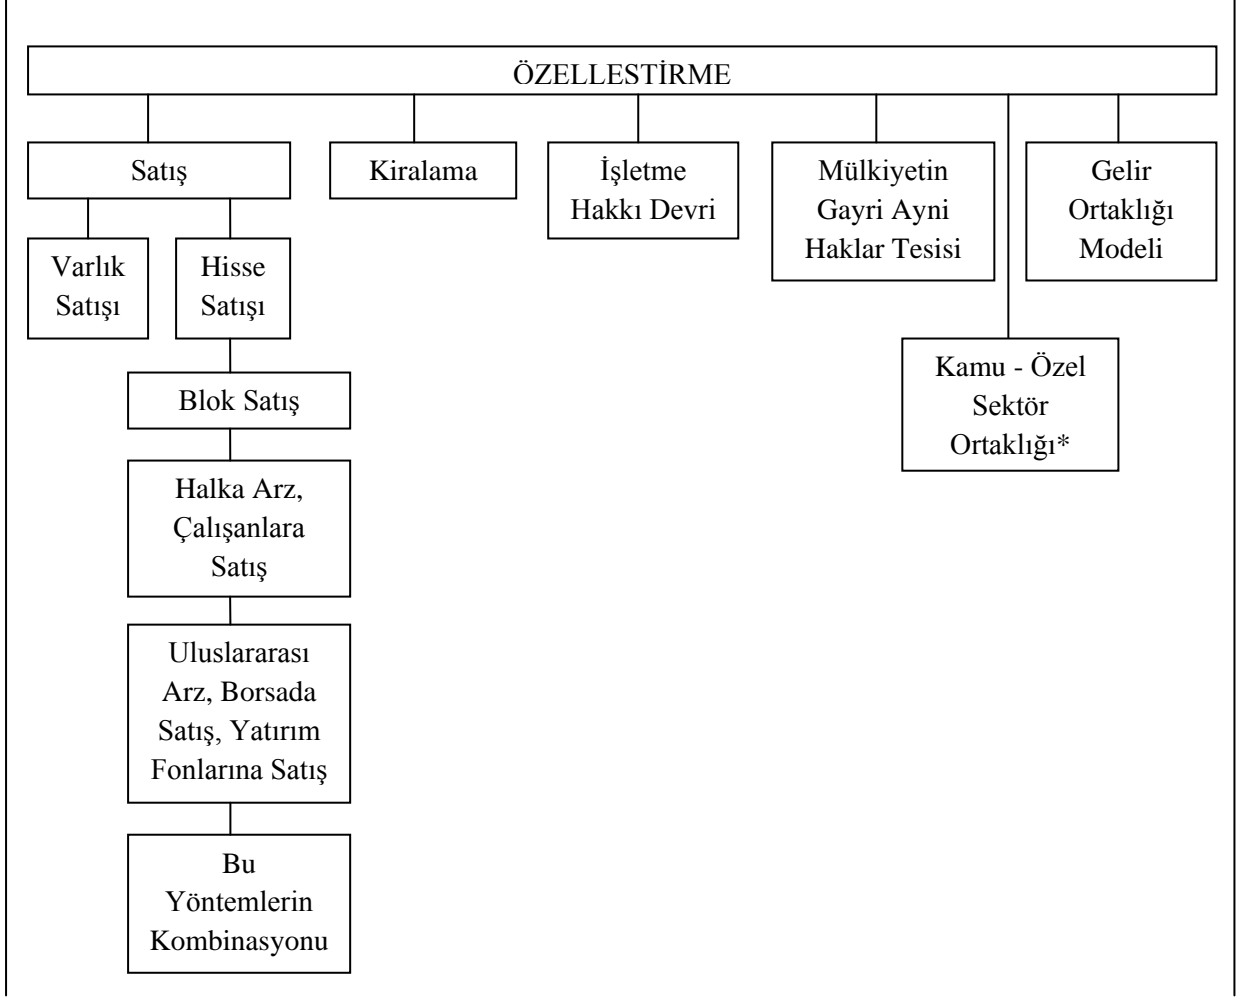 ÖZELLESTİRME
Satış
Kiralama
İşletme
Hakkı Devri
Mülkiyetin
Gayri Ayni
Haklar Tesisi
Gelir
Ortaklığı
Modeli
Varlık
Satışı
Hisse
Satışı
Kamu - Özel
Sektör
Ortaklığı*
Blok Satış
Halka Arz,
Çalışanlara
Satış
Uluslararası
Arz, Borsada
Satış, Yatırım
Fonlarına Satış
Bu
Yöntemlerin
Kombinasyonu